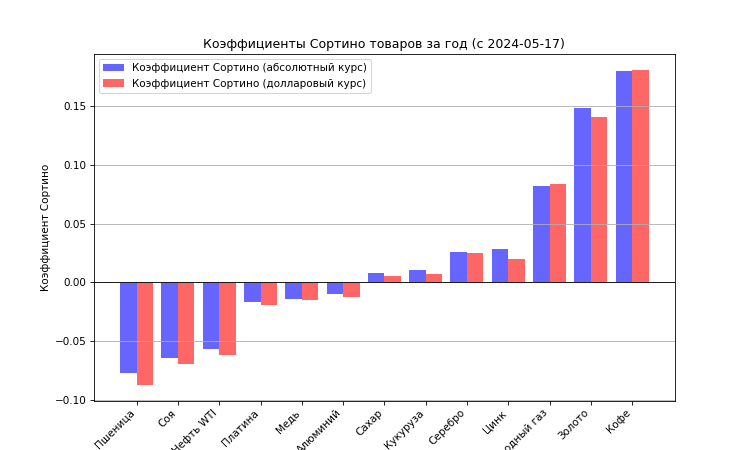 Коэффициенты Сортино товаров за год (с 2024-05-17)
Коэффициент Сортино (абсолютный курс)
Коэффициент Сортино (долларовый курс)
Коэффициент Сортино
0.15
0.10
0.05
0.00
−0.05
−0.10
Пшеница
Соя
Нефть WTI
Платина
Медь
Алюминий
Сахар
Кукуруза
Серебро
Цинк
одный газ
Золото
Кофе